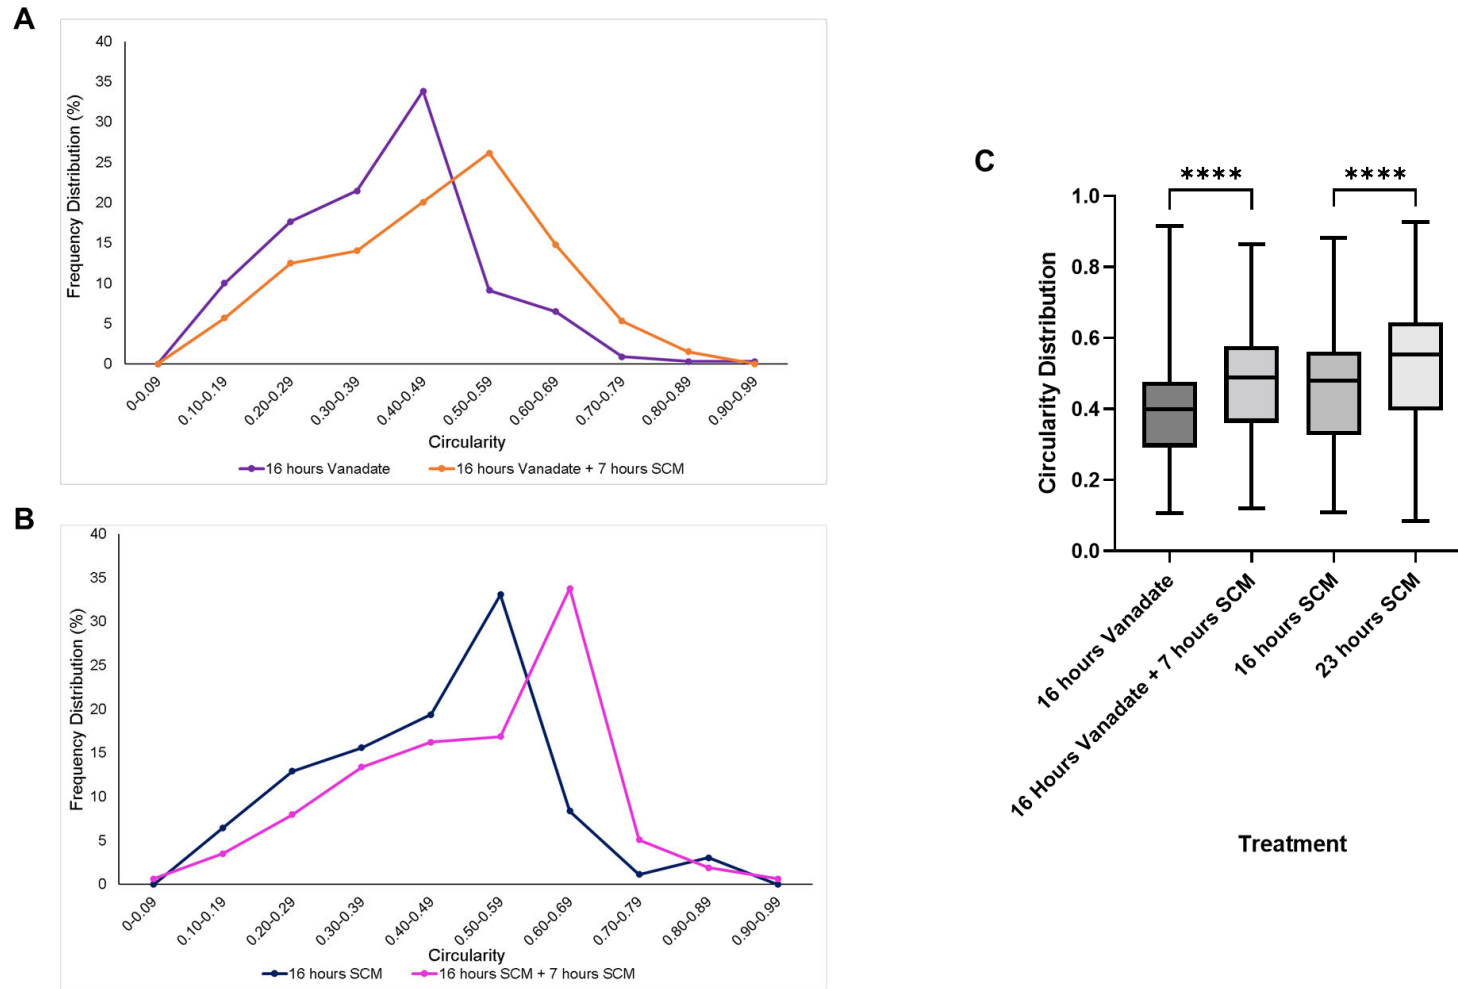 A
40
35
30
25
20
15
10
5
0
Frequency Distribution (%)
0-0.09
0.10-0.19
0.20-0.29
0.30-0.39
0.40-0.49
0.50-0.59
0.60-0.69
0.70-0.79
0.80-0.89
0.90-0.99
Circularity
16 hours Vanadate
16 hours Vanadate + 7 hours SCM
B
40
35
30
25
20
15
10
5
0
Frequency Distribution (%)
0-0.09
0.10-0.19
0.20-0.29
0.30-0.39
0.40-0.49
0.50-0.59
0.60-0.69
0.70-0.79
0.80-0.89
0.90-0.99
Circularity
16 hours SCM
16 hours SCM + 7 hours SCM
C
****
****
1.0
0.8
0.6
0.4
0.2
0.0
Circularity Distribution
16 hours Vanadate
16 Hours Vanadate + 7 hours SCM
16 hours SCM
23 hours SCM
Treatment